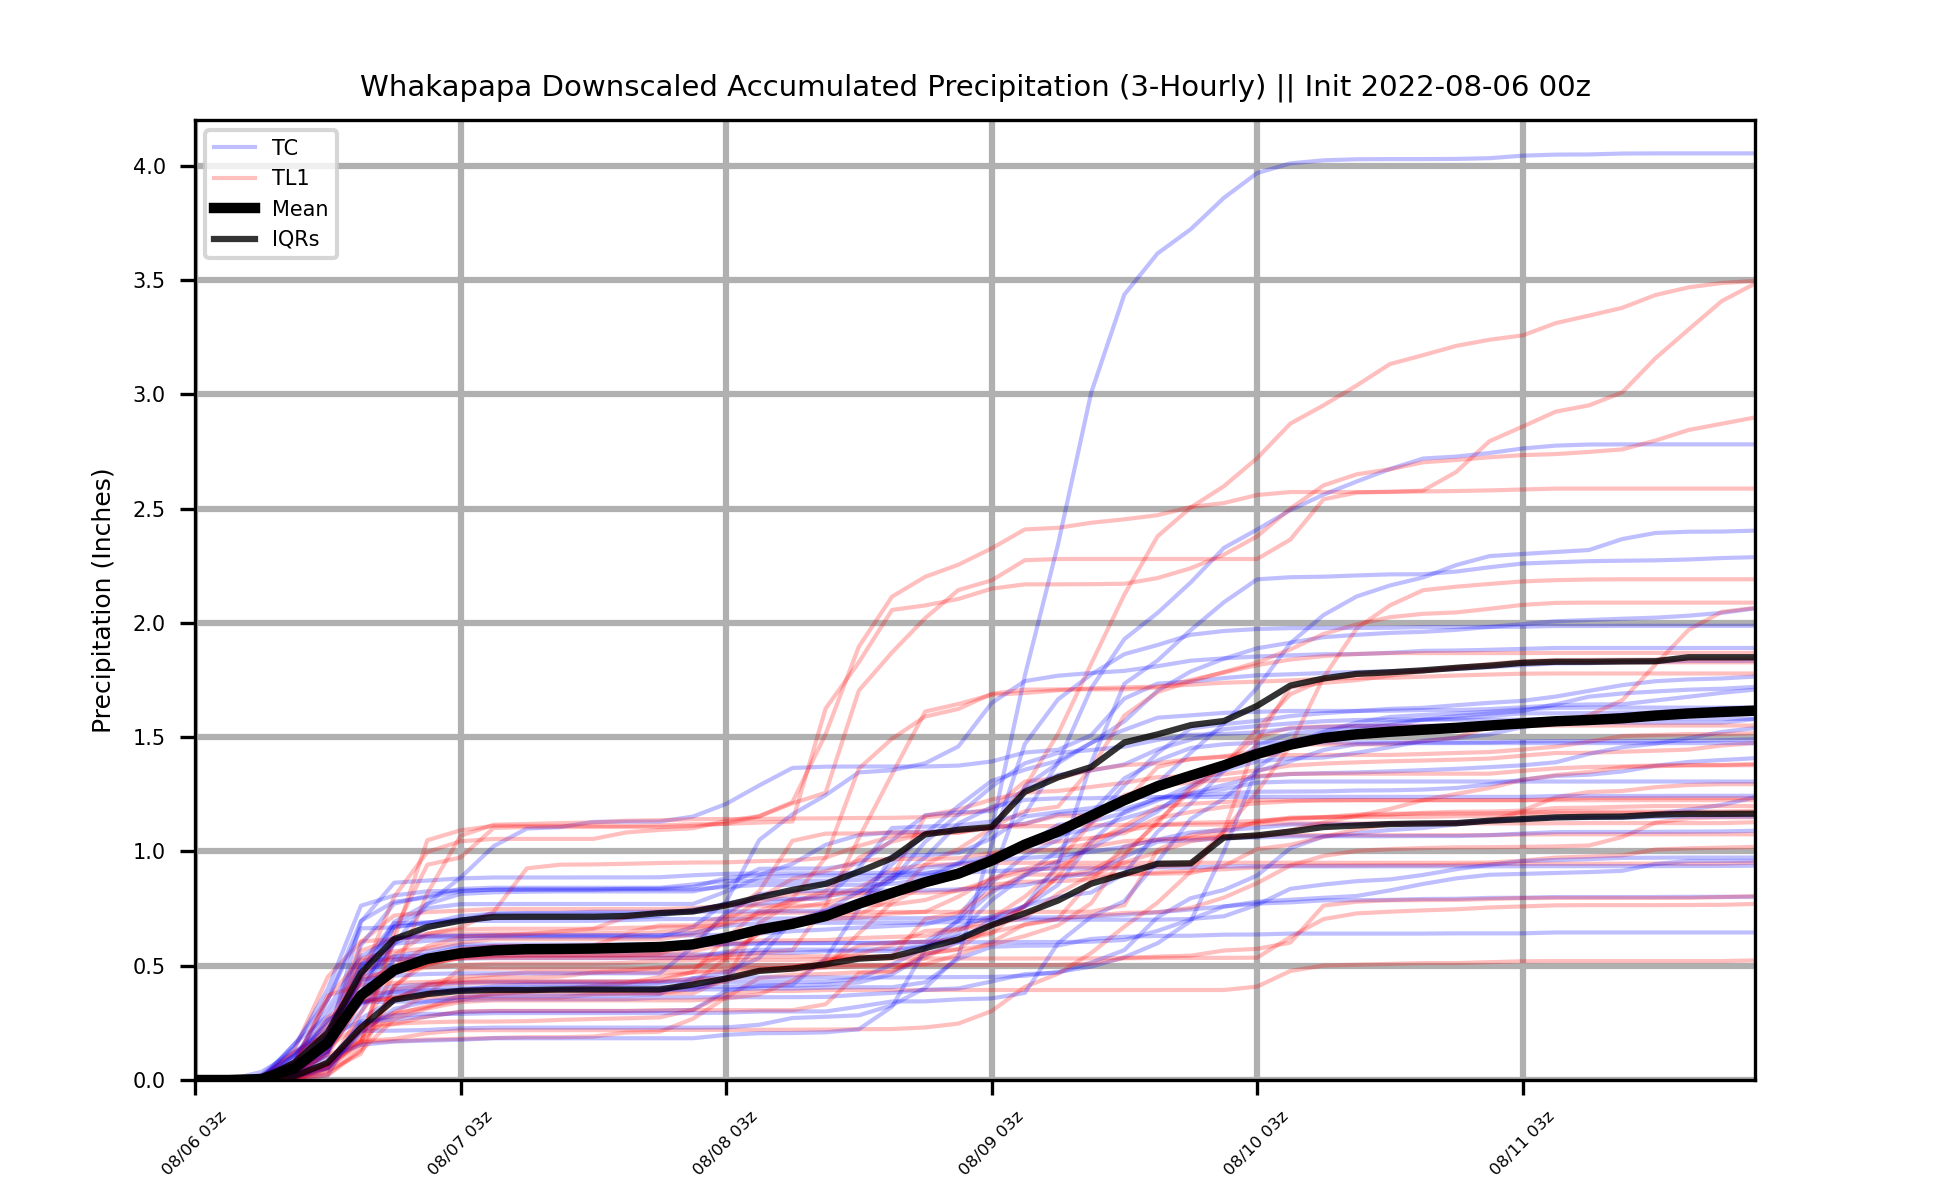 Whakapapa Downscaled Accumulated Precipitation (3-Hourly) || Init 2022-08-06 00z
TC
TL1
Mean
IQRs
Precipitation (Inches)
4.0
3.5
3.0
2.5
2.0
1.5
1.0
0.5
0.0
08/06 03z
08/07 03z
08/08 03z
08/09 03z
08/10 03z
08/11 03z